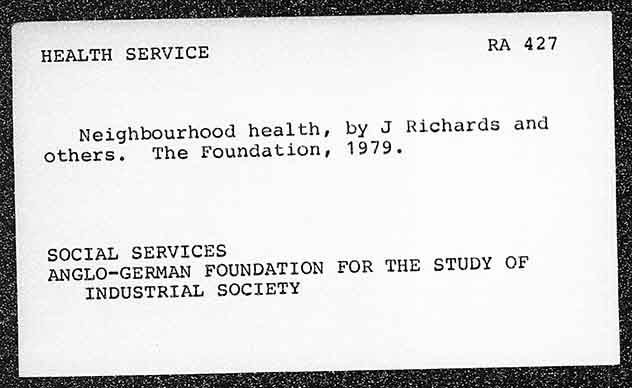 HEALTH SERVICE
RA 427
Neighbourhood health, by J Richards and
others. The Foundation, 1979.
SOCIAL SERVICES
ANGLO-GERMAN FOUNDATION FOR THE STUDY OF
INDUSTRIAL SOCIETY